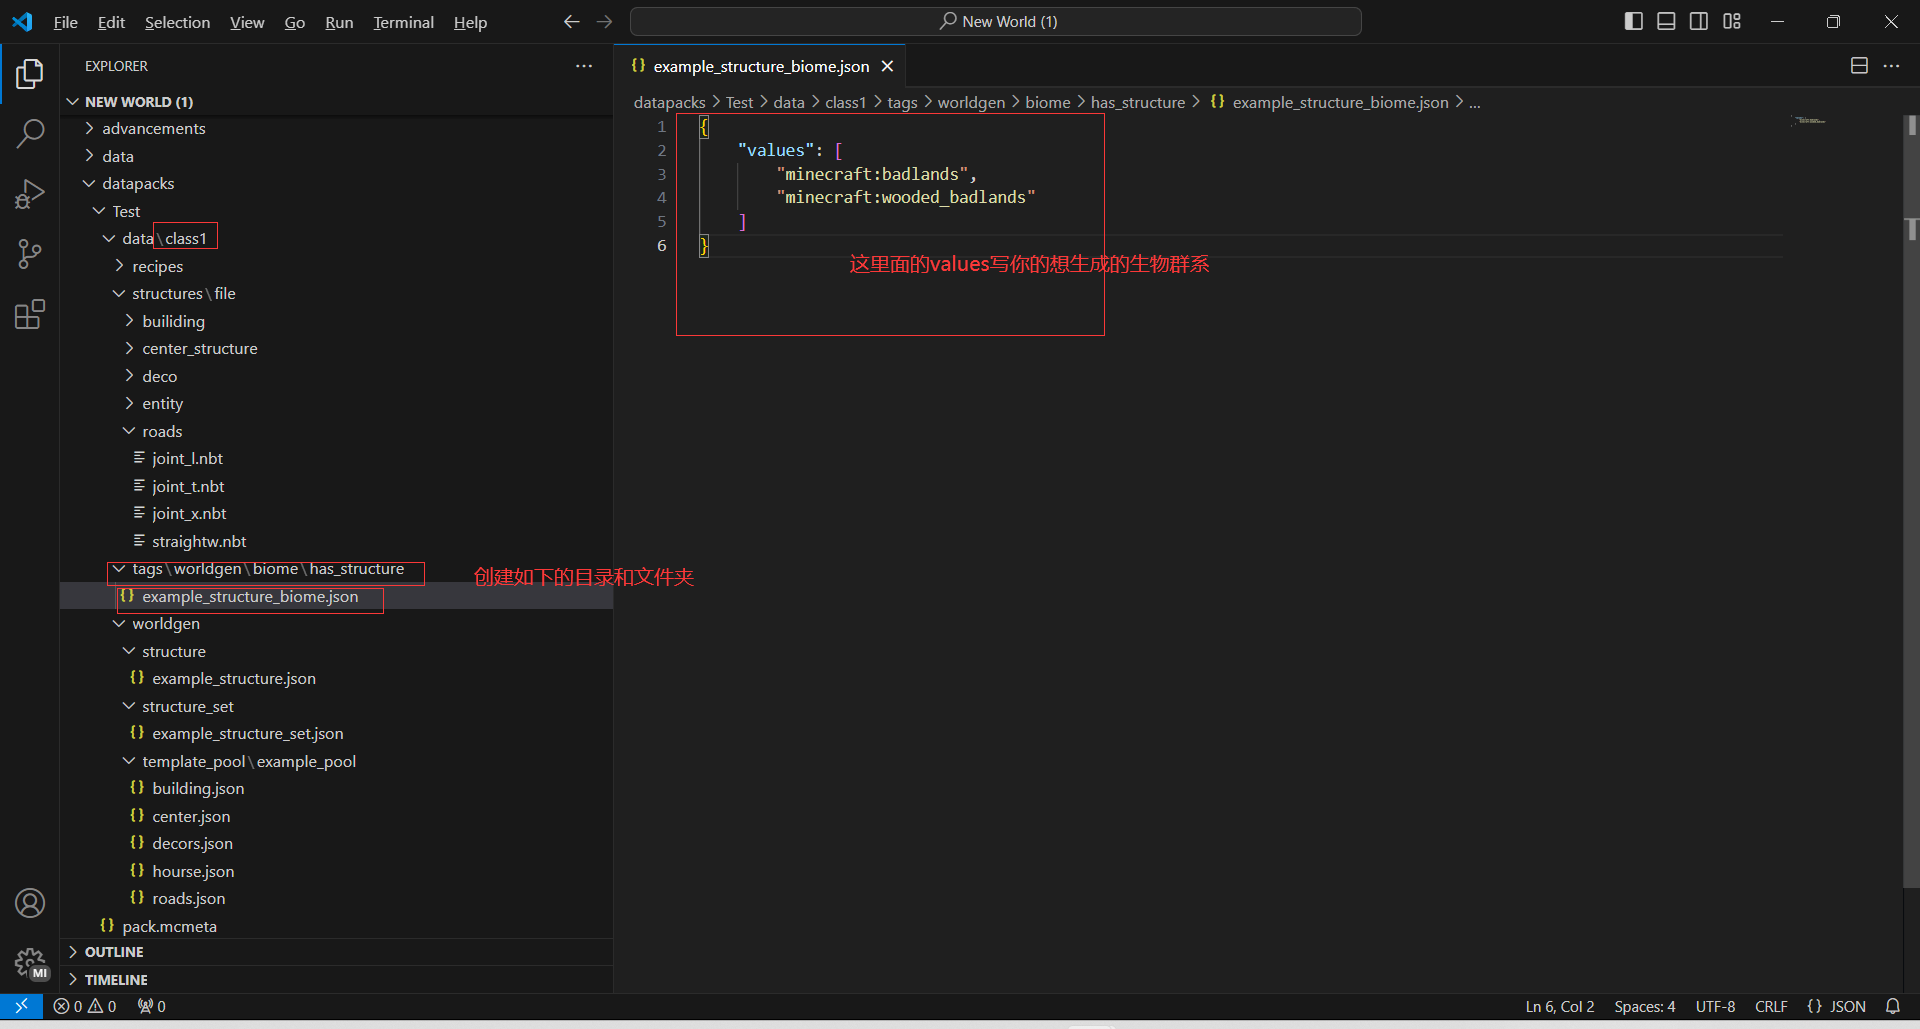 File Edit Selection View Go Run Terminal Help
New World (1)
EXPLORER
example_structure_biome.json
NEW WORLD (1)
datapacks > Test > data > class1 > tags > worldgen > biome > has_structure > {} example_structure_biome.json > ...
advancements
data
datapacks
Test
data\class1
recipes
structures\file
builiding
center_structure
deco
entity
roads
joint_l.nbt
joint_t.nbt
joint_x.nbt
straightw.nbt
tags\worldgen\biome\has_structure
example_structure_biome.json
worldgen
structure
example_structure.json
structure_set
example_structure_set.json
template_pool\example_pool
building.json
center.json
decors.json
hourse.json
roads.json
pack.mcmeta
OUTLINE
TIMELINE
1 {
2 "values": [
3 "minecraft:badlands",
4 "minecraft:wooded_badlands"
5 ]
6 }
这里面的values写你的想生成的生物群系
创建如下的目录和文件夹
MI
0 0 0
Ln 6, Col 2 Spaces: 4 UTF-8 CRLF {} JSON